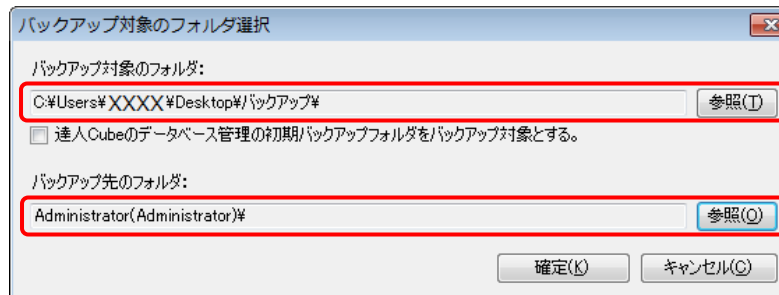 バックアップ対象のフォルダ選択
バックアップ対象のフォルダ:
C:¥Users¥XXXX¥Desktop¥バックアップ¥
参照(T)
達人Cubeのデータベース管理の初期バックアップフォルダをバックアップ対象とする。
バックアップ先のフォルダ:
Administrator(Administrator)¥
参照(O)
確定(K)
キャンセル(C)